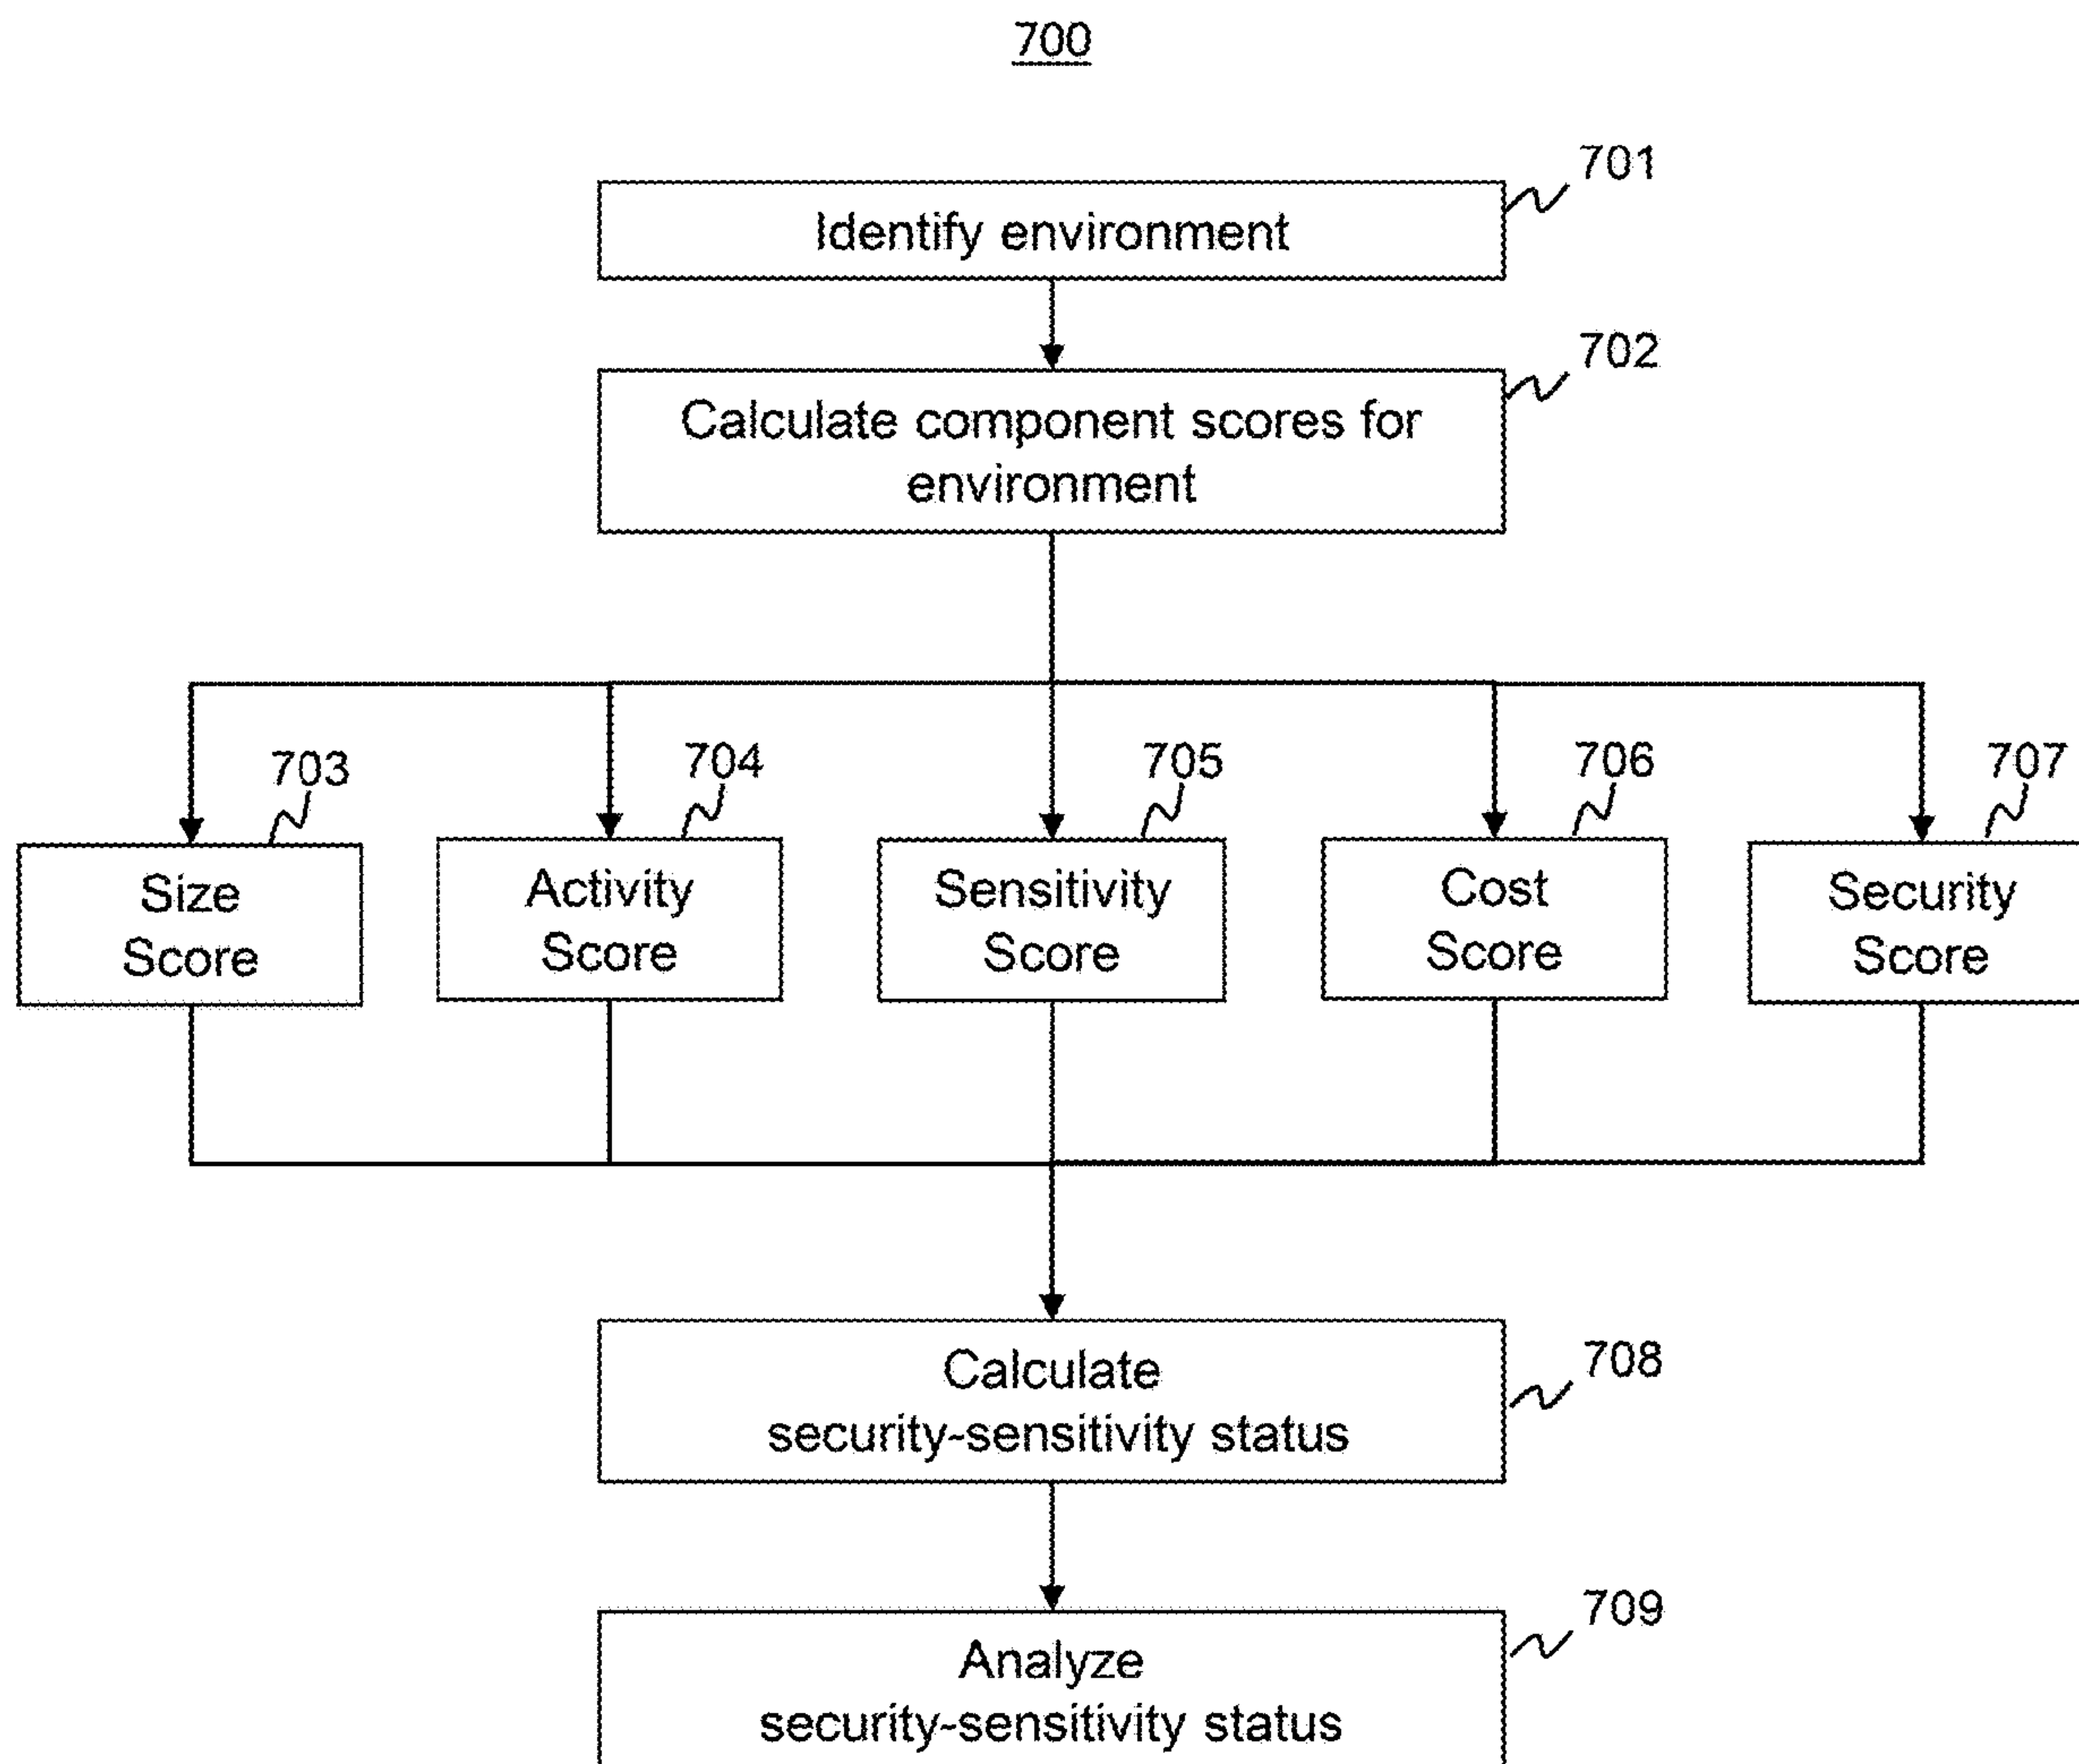 700
701
Identify environment
702
Calculate component scores for
environment
703
704
705
706
707
Size
Score
Activity
Score
Sensitivity
Score
Cost
Score
Security
Score
708
Calculate
security-sensitivity status
709
Analyze
security-sensitivity status